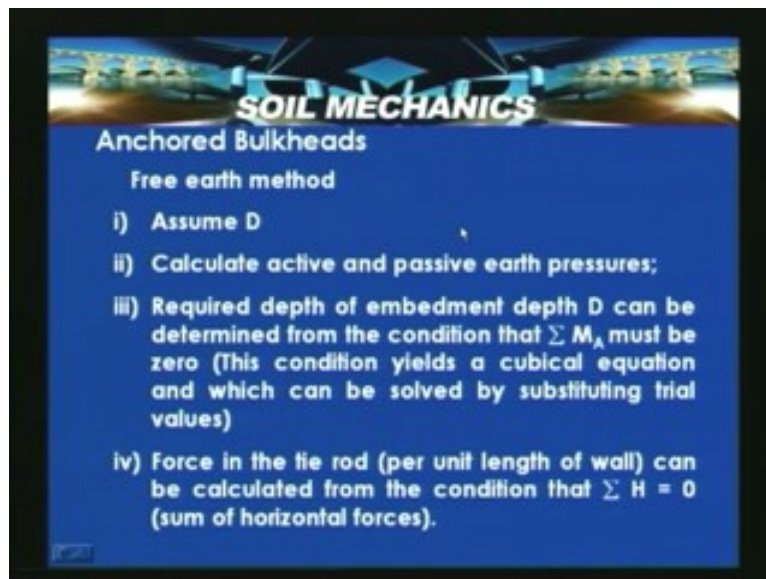 SOIL MECHANICS
Anchored Bulkheads
Free earth method
i) Assume D
ii) Calculate active and passive earth pressures;
iii) Required depth of embedment depth D can be
determined from the condition that Σ M_A must be
zero (This condition yields a cubical equation
and which can be solved by substituting trial
values)
iv) Force in the tie rod (per unit length of wall) can
be calculated from the condition that Σ H = 0
(sum of horizontal forces).